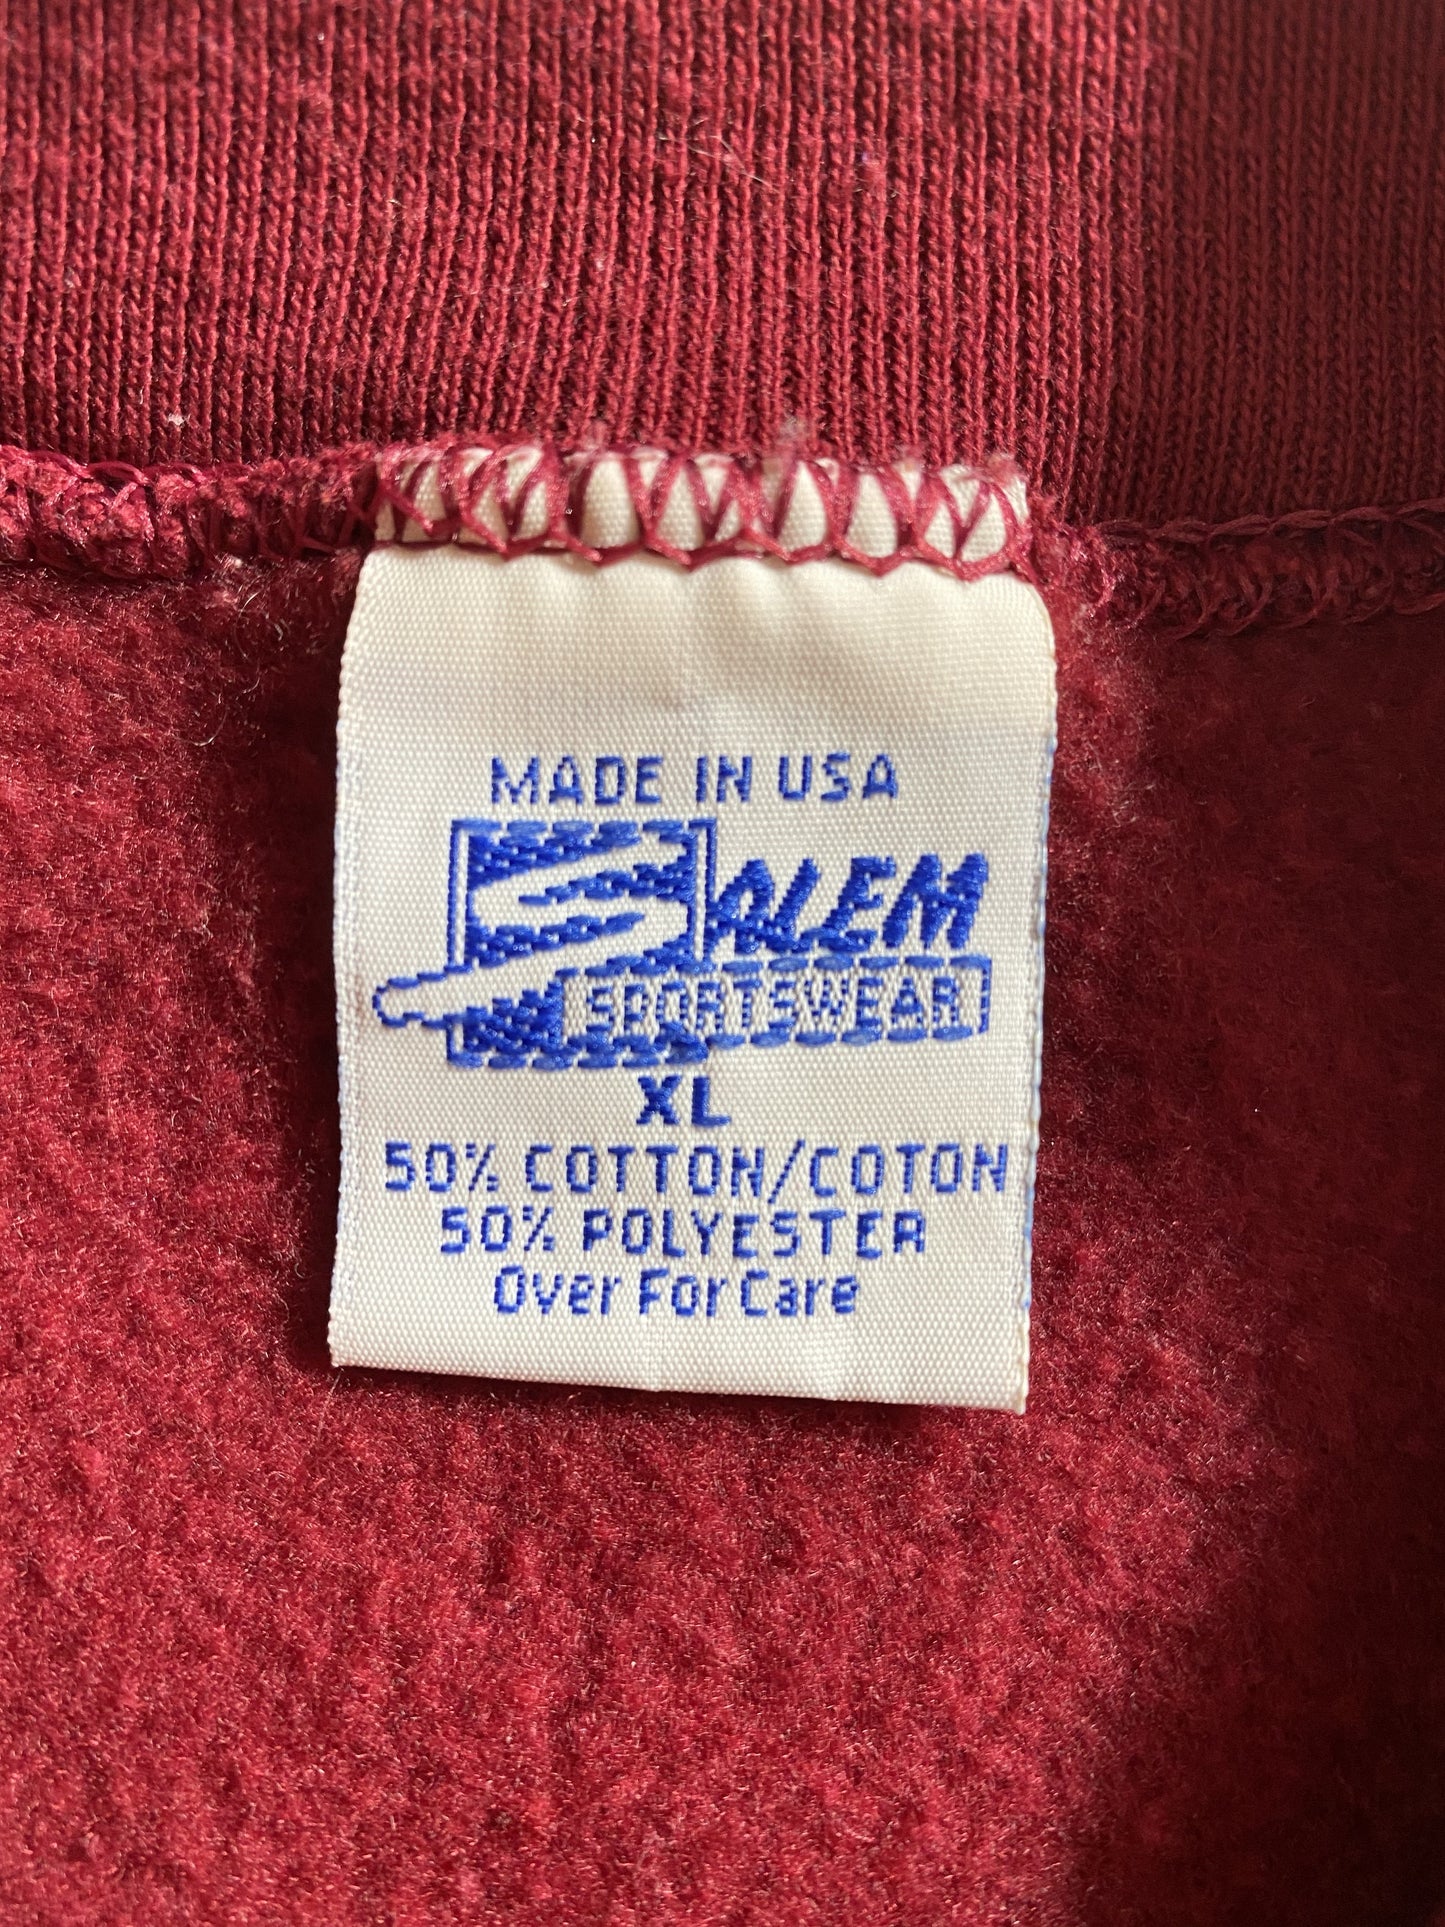 MADE IN USA
SALEM
SPORTSWEAR
XL
50% COTTON/COTON
50% POLYESTER
Over For Care